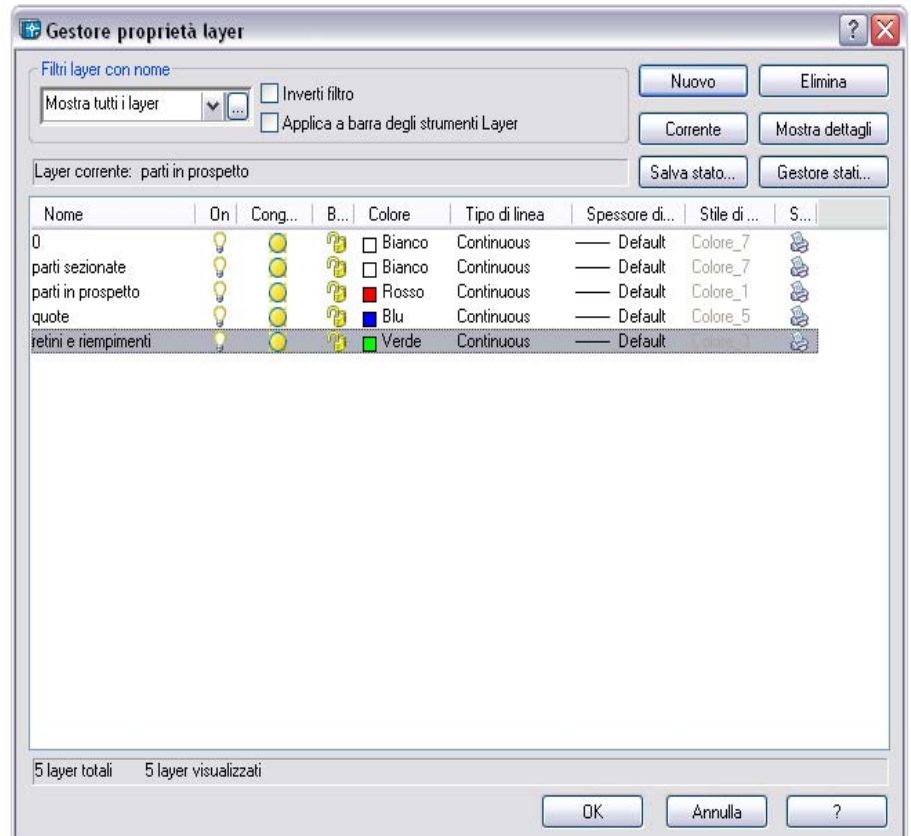 Gestore proprietà layer
?
Filtri layer con nome
Mostra tutti i layer
...
Inverti filtro
Applica a barra degli strumenti Layer
Nuovo
Elimina
Corrente
Mostra dettagli
Layer corrente: parti in prospetto
Salva stato...
Gestore stati...
Nome On Cong... B... Colore Tipo di linea Spessore di... Stile di ... S...
0 Bianco Continuous Default Colore_7
parti sezionate Bianco Continuous Default Colore_7
parti in prospetto Rosso Continuous Default Colore_1
quote Blu Continuous Default Colore_5
retini e riempimenti Verde Continuous Default
5 layer totali 5 layer visualizzati
OK Annulla ?